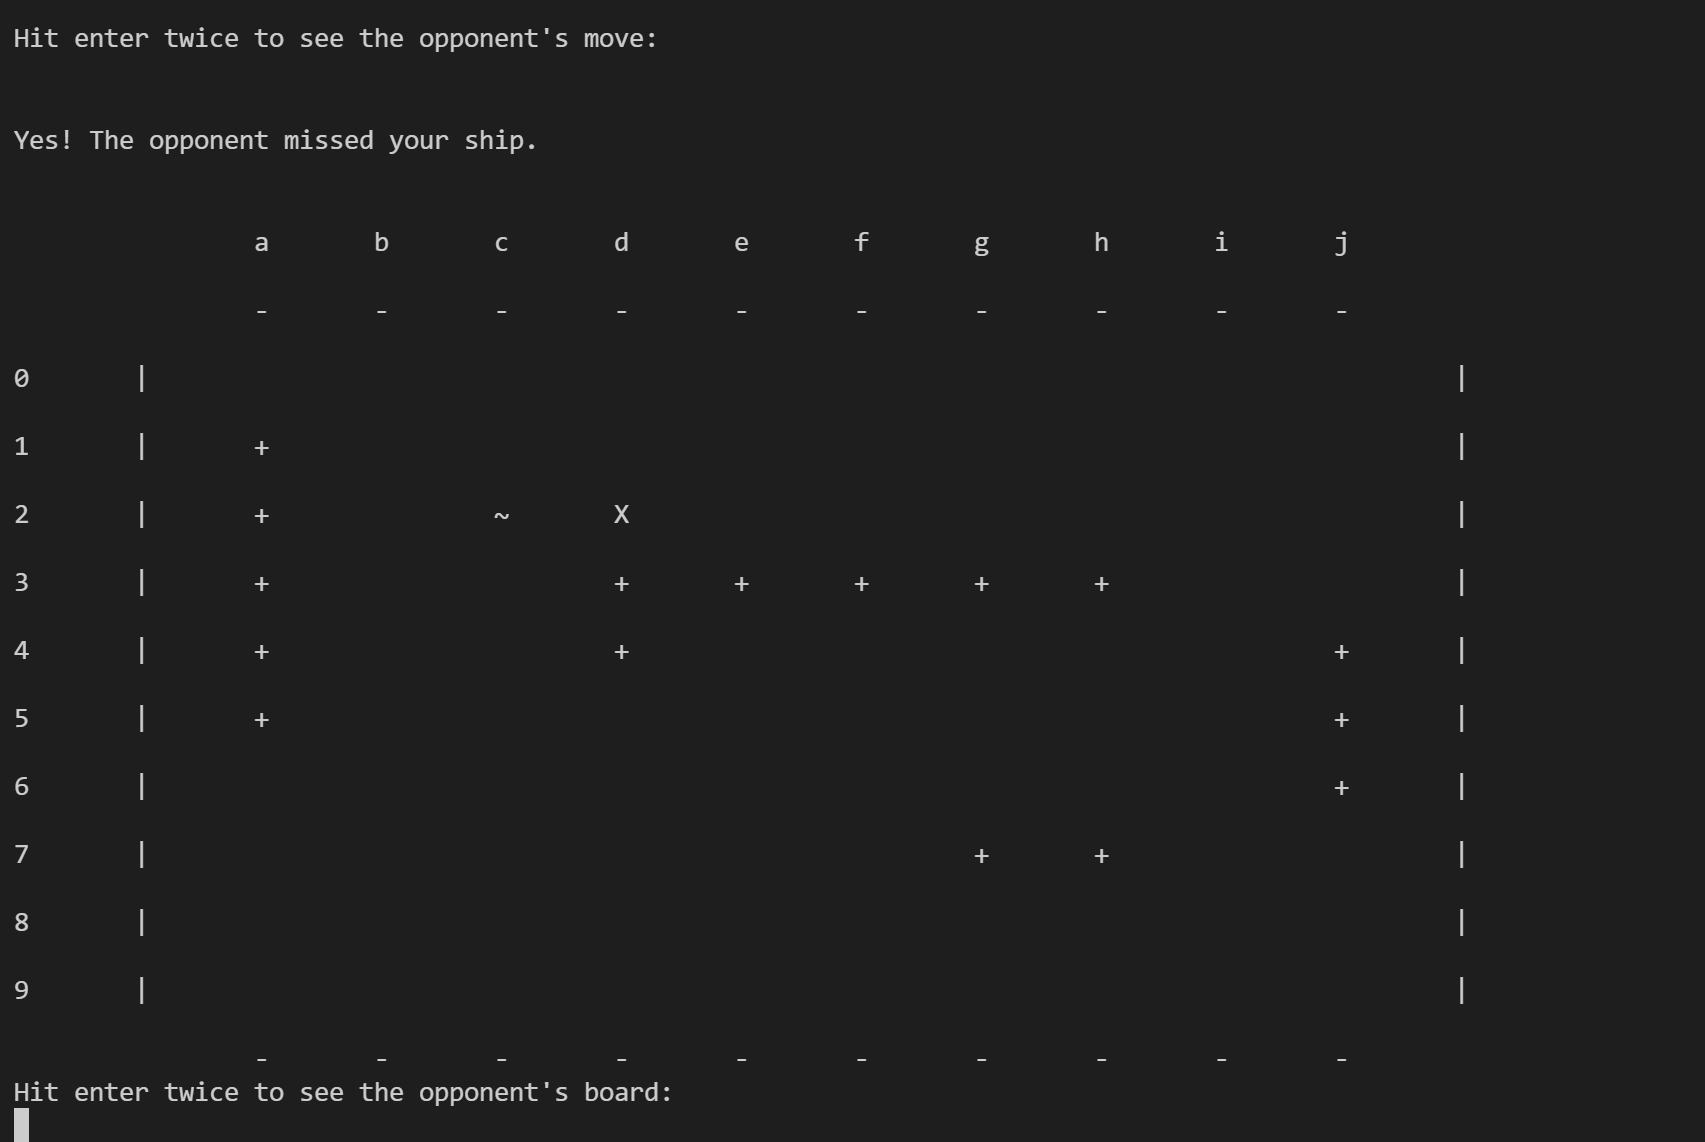 Hit enter twice to see the opponent's move:
Yes! The opponent missed your ship.
a b c d e f g h i j
- - - - - - - - - -
0 | |
1 | + |
2 | + ~ X |
3 | + + + + + + |
4 | + + + |
5 | + + |
6 | + |
7 | + + |
8 | |
9 | |
- - - - - - - - - -
Hit enter twice to see the opponent's board: